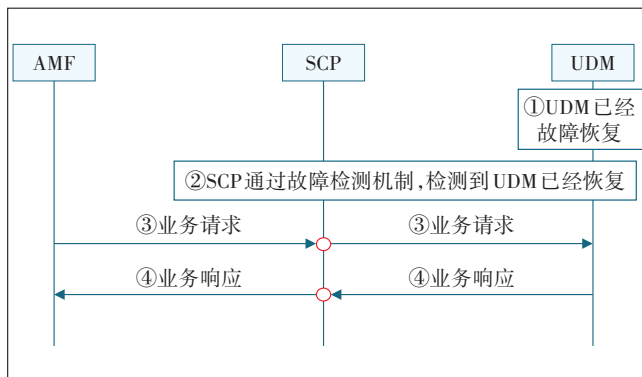 AMF
SCP
UDM
①UDM已经
故障恢复
②SCP通过故障检测机制,检测到UDM已经恢复
③业务请求
③业务请求
④业务响应
④业务响应